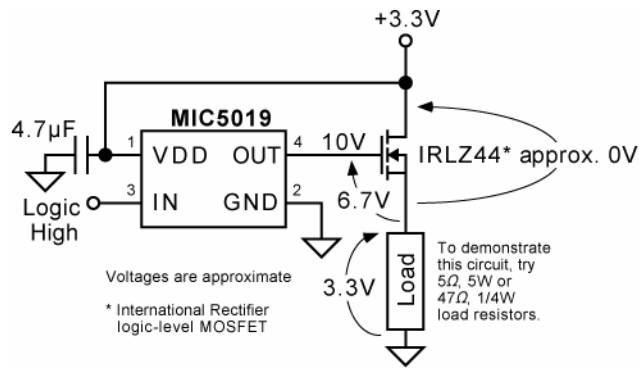 +3.3V
MIC5019
4.7µF
1
VDD
OUT
4
10V
IRLZ44* approx. 0V
3
IN
GND
2
6.7V
Logic
High
Voltages are approximate
* International Rectifier
logic-level MOSFET
3.3V
Load
To demonstrate
this circuit, try
5Ω, 5W or
47Ω, 1/4W
load resistors.